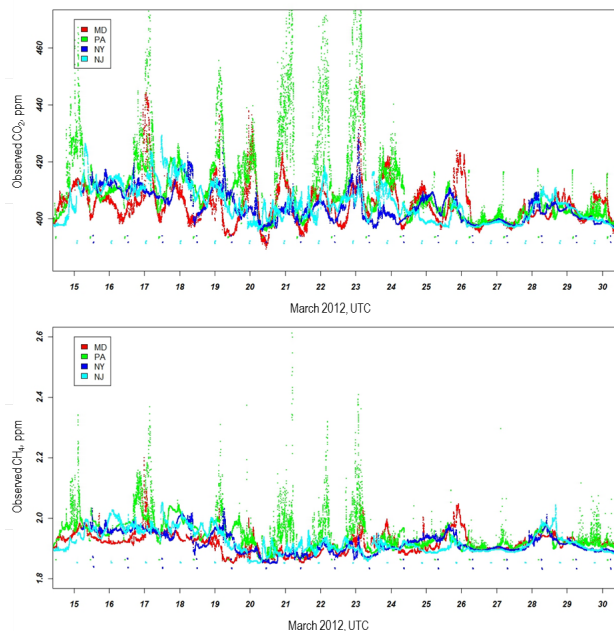 Observed CO2, ppm
460
440
420
400
MD
PA
NY
NJ
15 16 17 18 19 20 21 22 23 24 25 26 27 28 29 30
March 2012, UTC
Observed CH4, ppm
2.6
2.4
2.2
2.0
1.8
MD
PA
NY
NJ
15 16 17 18 19 20 21 22 23 24 25 26 27 28 29 30
March 2012, UTC